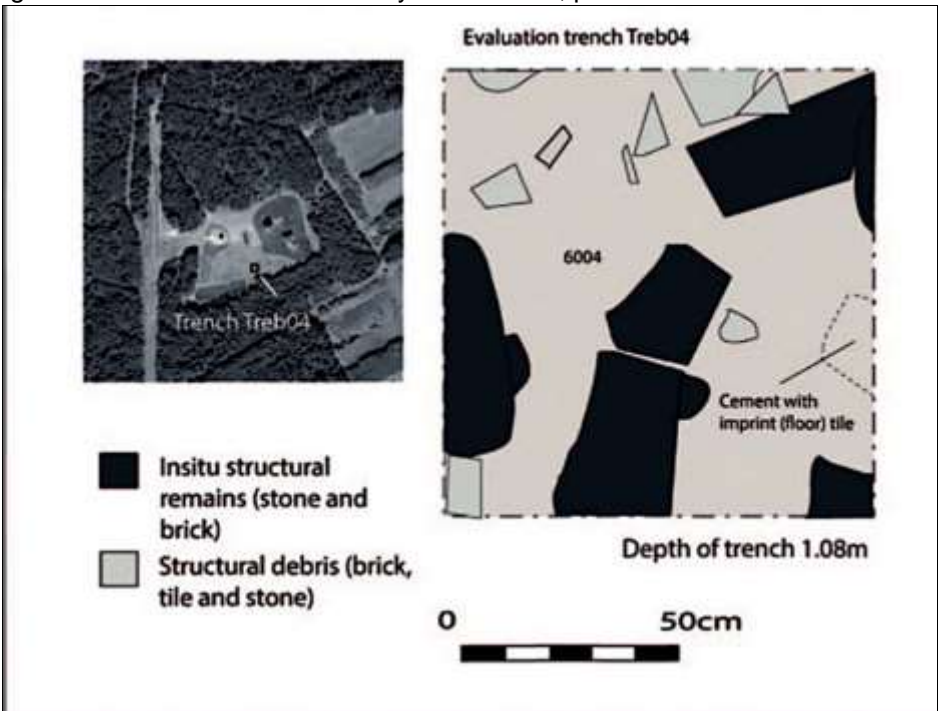 Evaluation trench Treb04
Trench Treb04
6004
Cement with
imprint (floor) tile
Insitu structural
remains (stone and
brick)
Structural debris (brick,
tile and stone)
Depth of trench 1.08m
0 50cm